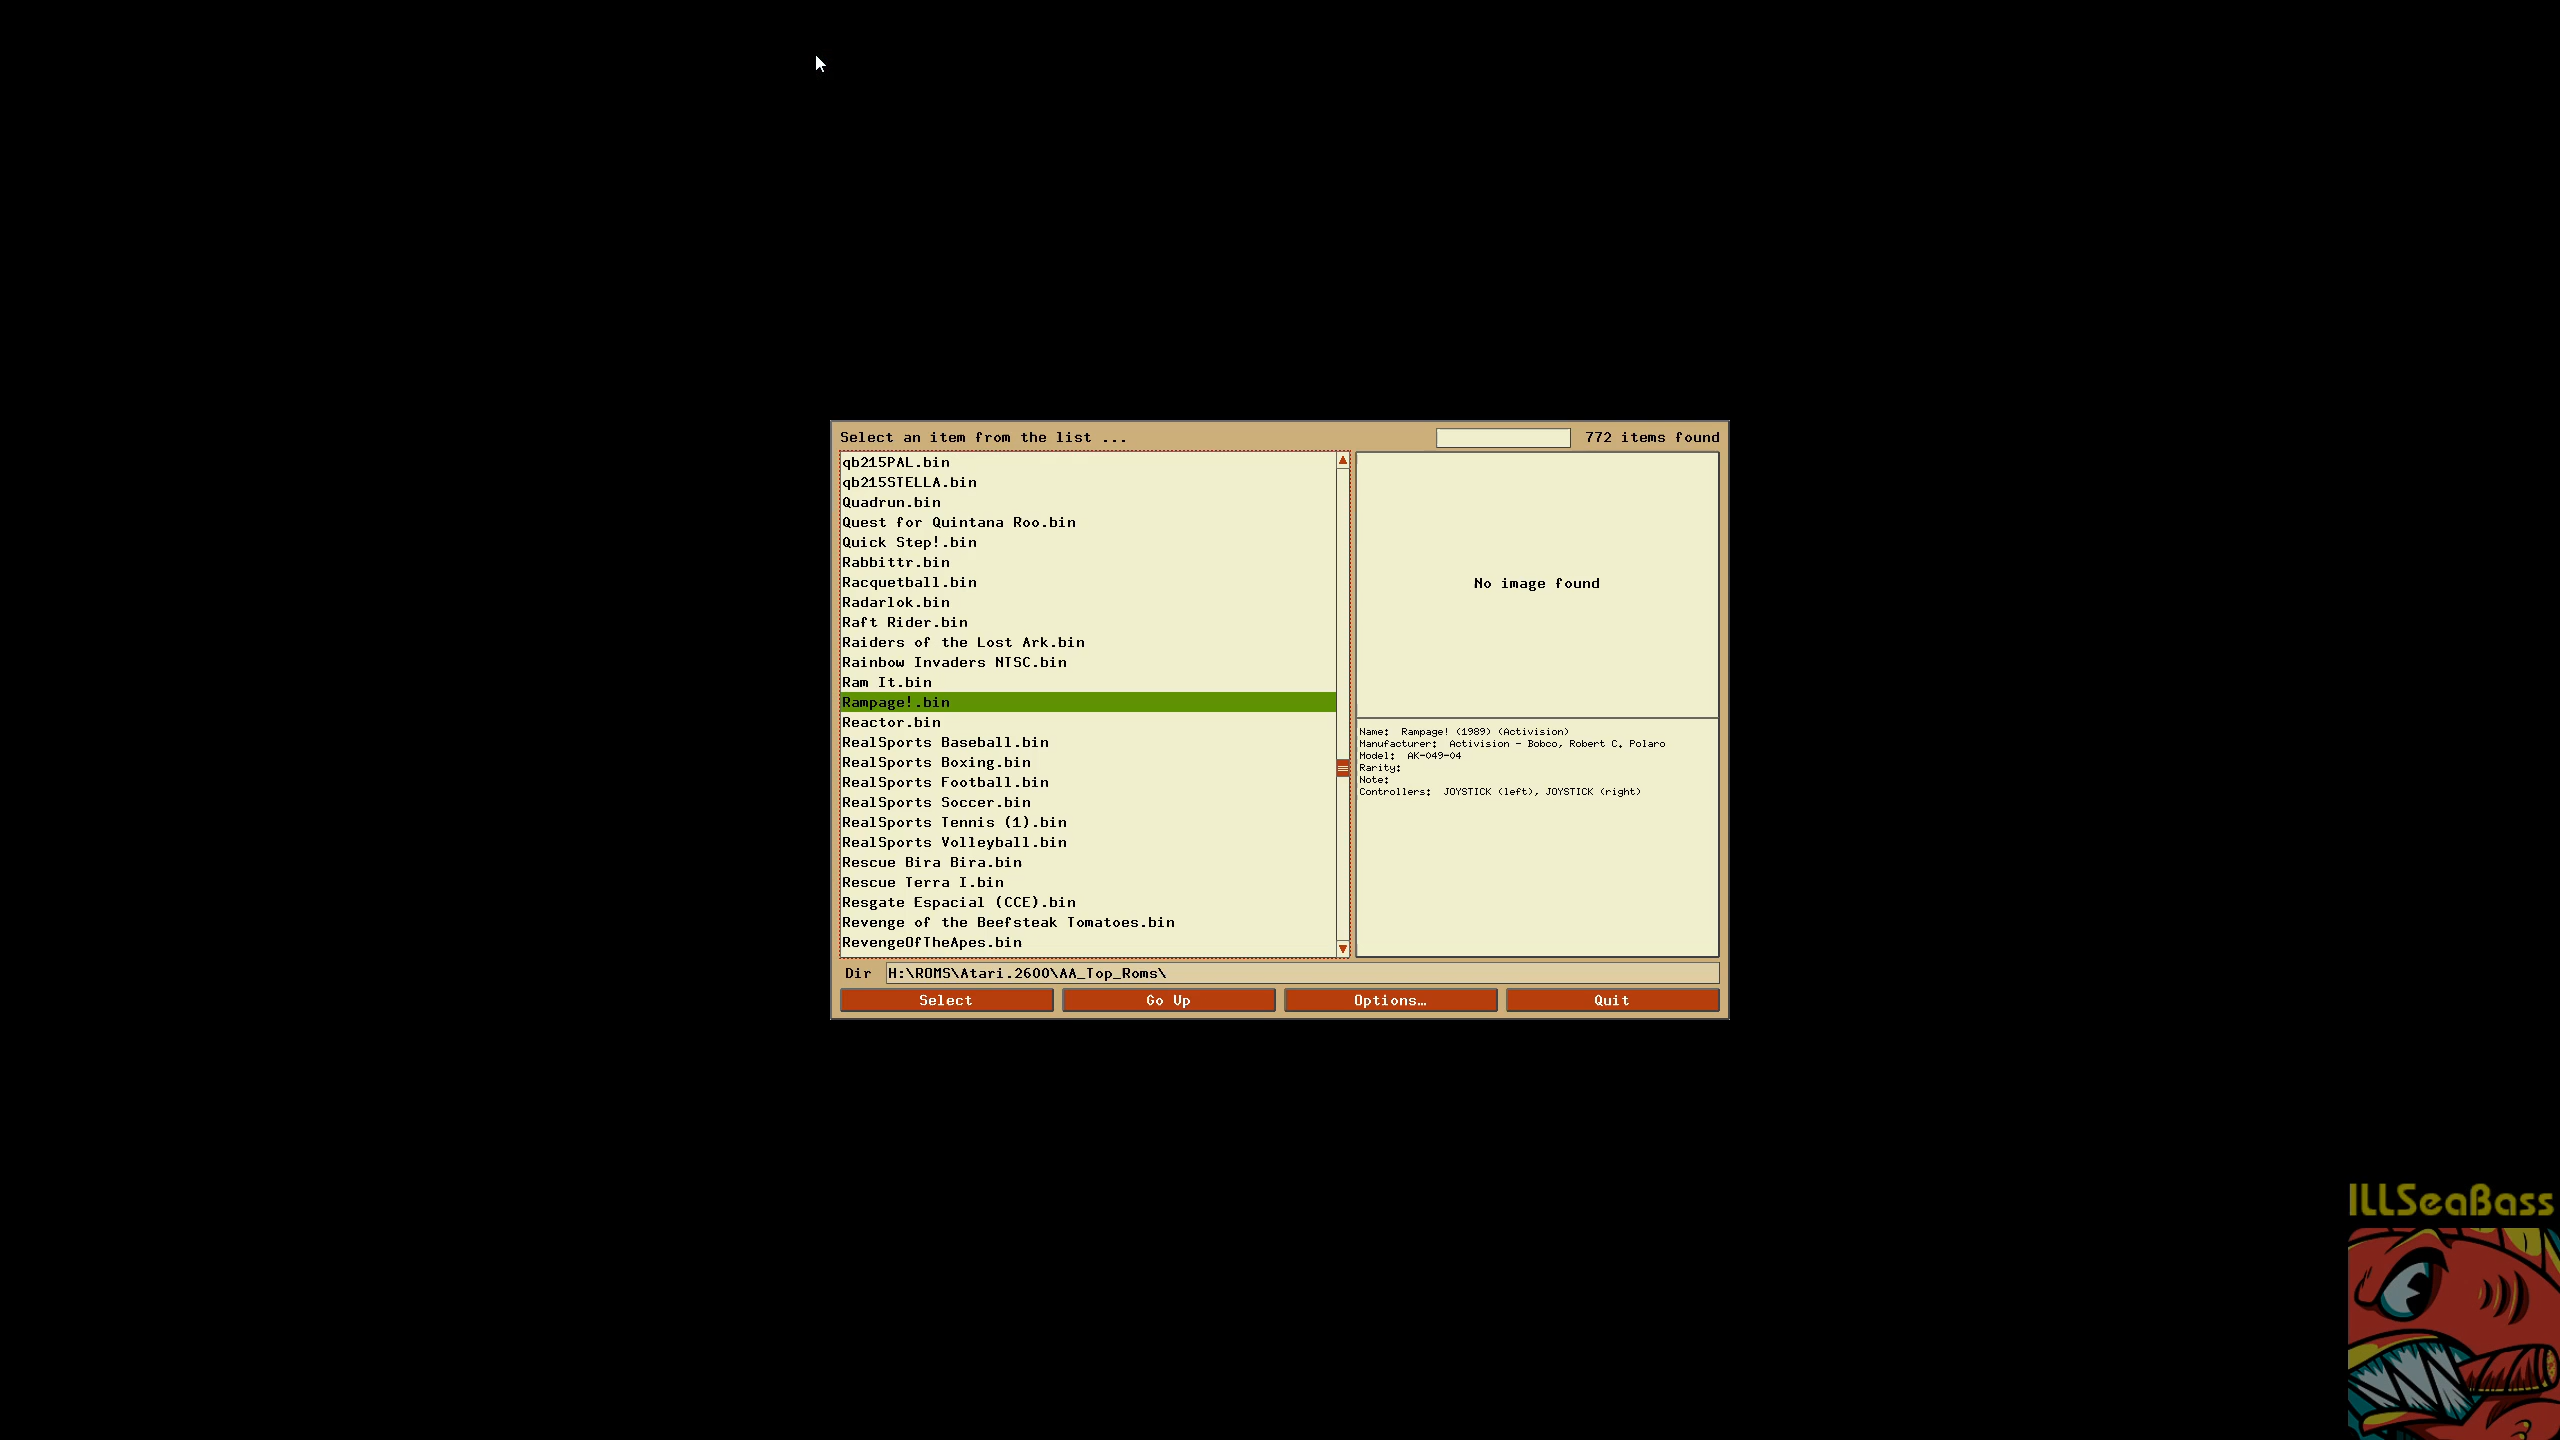 Select an item from the list ...
772 items found
qb215PAL.bin
qb215STELLA.bin
Quadrun.bin
Quest for Quintana Roo.bin
Quick Step!.bin
Rabbittr.bin
Racquetball.bin
Radarlok.bin
Raft Rider.bin
Raiders of the Lost Ark.bin
Rainbow Invaders NTSC.bin
Ram It.bin
Rampage!.bin
Reactor.bin
RealSports Baseball.bin
RealSports Boxing.bin
RealSports Football.bin
RealSports Soccer.bin
RealSports Tennis (1).bin
RealSports Volleyball.bin
Rescue Bira Bira.bin
Rescue Terra I.bin
Resgate Espacial (CCE).bin
Revenge of the Beefsteak Tomatoes.bin
RevengeOfTheApes.bin
No image found
Name: Rampage! (1989) (Activision)
Manufacturer: Activision - Bobco, Robert C. Polaro
Model: AK-049-04
Rarity:
Note:
Controllers: JOYSTICK (left), JOYSTICK (right)
Dir H:\ROMS\Atari.2600\AA_Top_Roms\
Select Go Up Options… Quit
ILLSeaBass